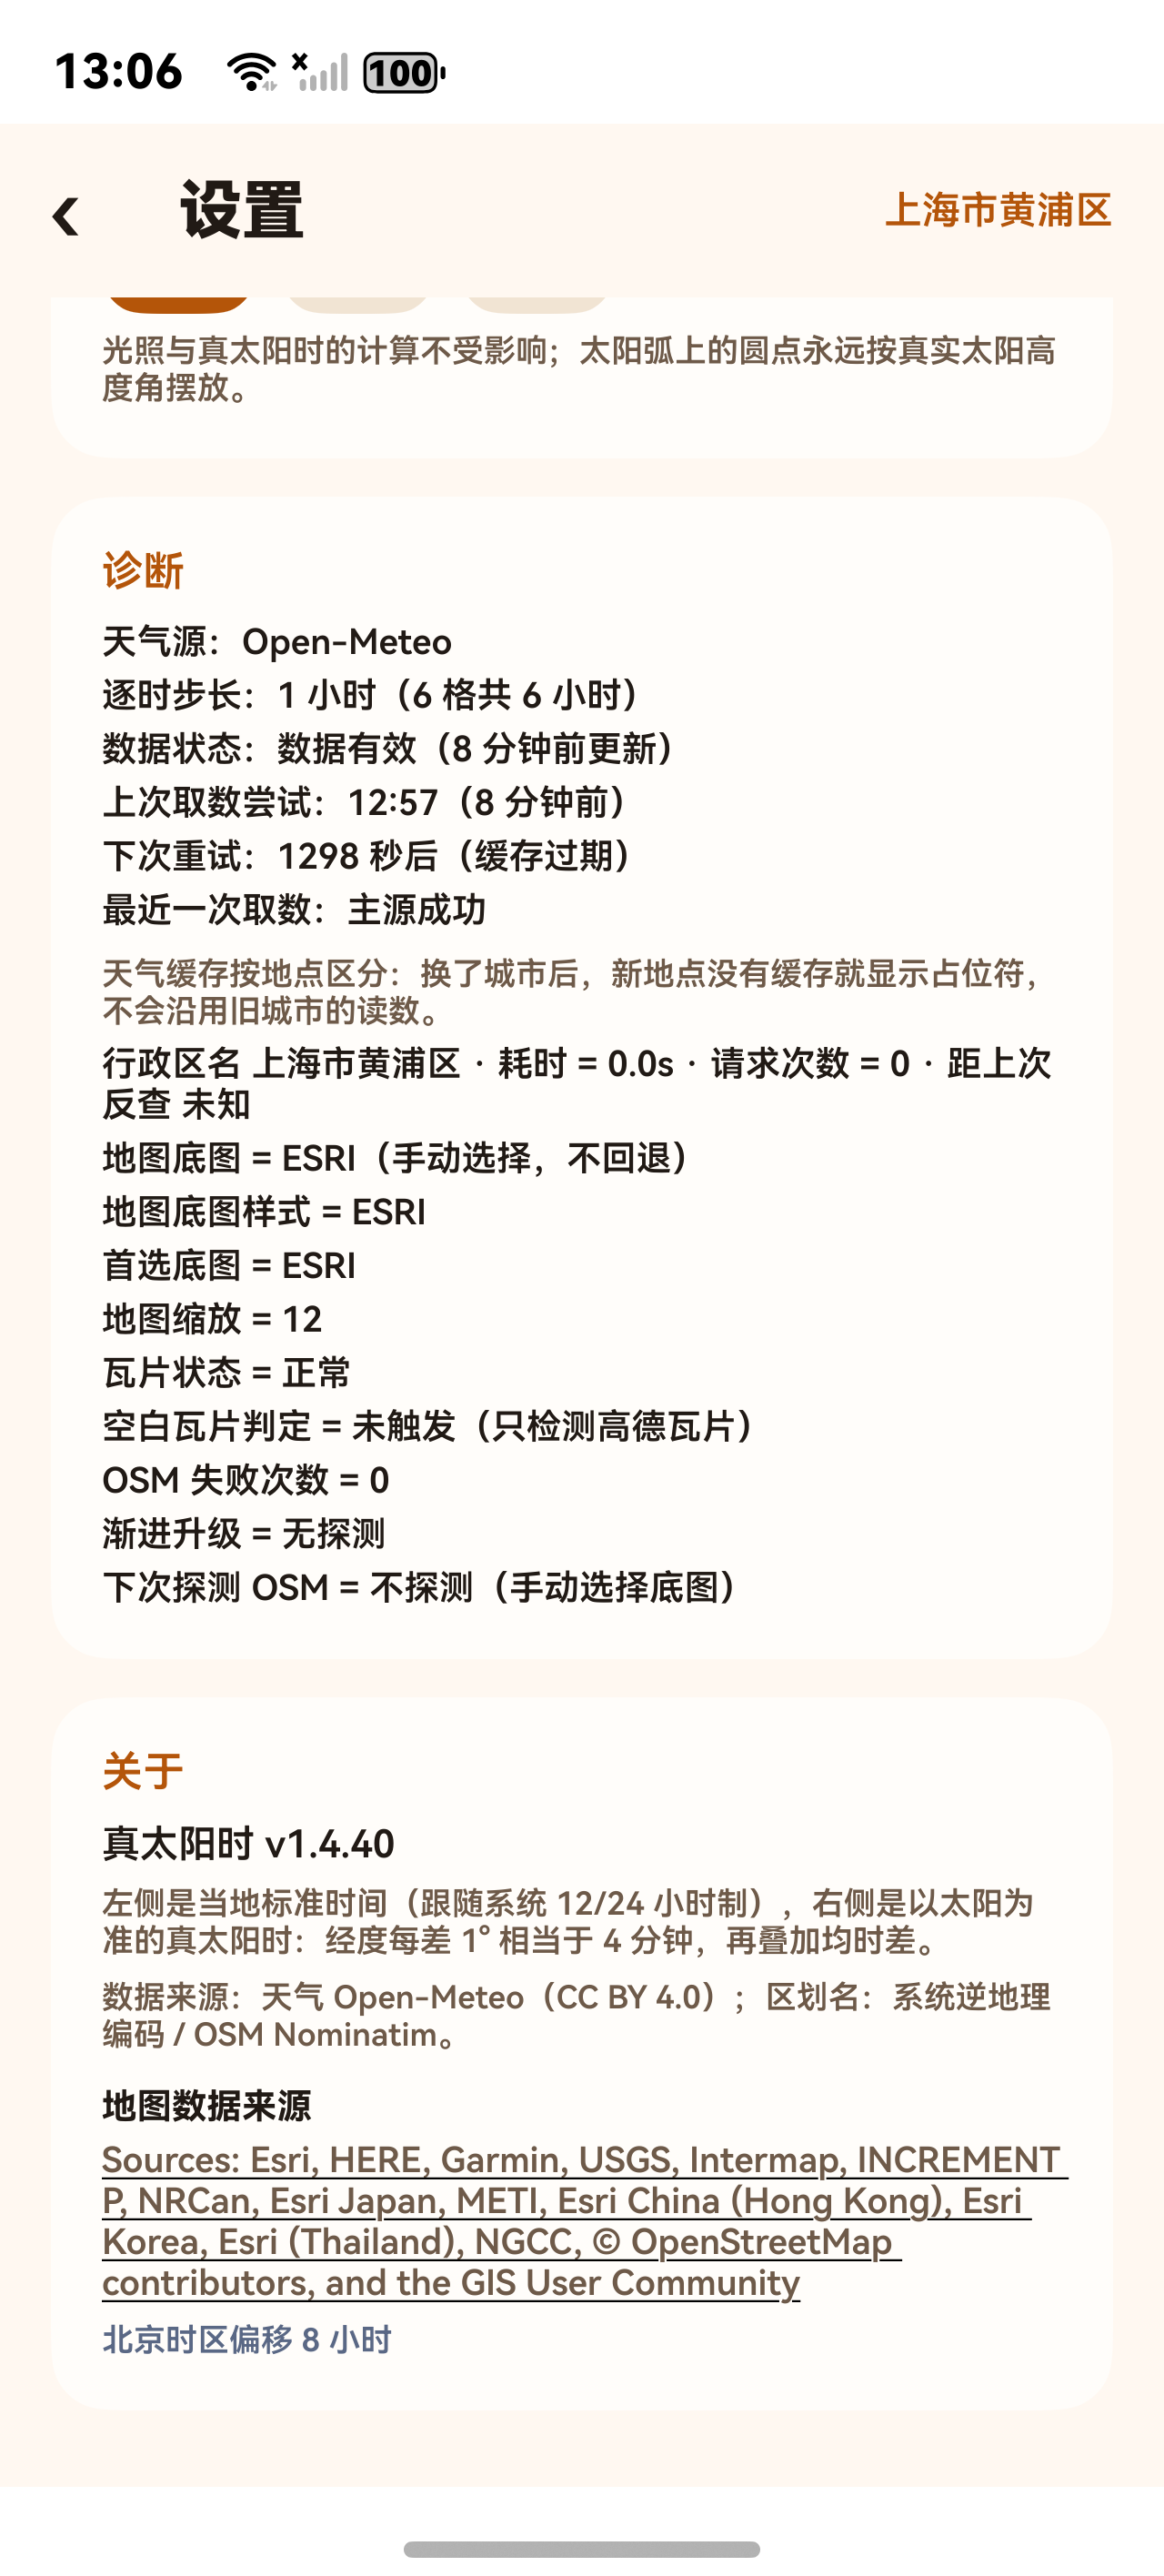 13:06
100
设置
上海市黄浦区
光照与真太阳时的计算不受影响；太阳弧上的圆点永远按真实太阳高
度角摆放。
诊断
天气源：Open-Meteo
逐时步长：1 小时（6 格共 6 小时）
数据状态：数据有效（8 分钟前更新）
上次取数尝试：12:57（8 分钟前）
下次重试：1298 秒后（缓存过期）
最近一次取数：主源成功
天气缓存按地点区分：换了城市后，新地点没有缓存就显示占位符，
不会沿用旧城市的读数。
行政区名 上海市黄浦区 · 耗时 = 0.0s · 请求次数 = 0 · 距上次
反查 未知
地图底图 = ESRI（手动选择，不回退）
地图底图样式 = ESRI
首选底图 = ESRI
地图缩放 = 12
瓦片状态 = 正常
空白瓦片判定 = 未触发（只检测高德瓦片）
OSM 失败次数 = 0
渐进升级 = 无探测
下次探测 OSM = 不探测（手动选择底图）
关于
真太阳时 v1.4.40
左侧是当地标准时间（跟随系统 12/24 小时制），右侧是以太阳为
准的真太阳时：经度每差 1° 相当于 4 分钟，再叠加均时差。
数据来源：天气 Open-Meteo（CC BY 4.0）；区划名：系统逆地理
编码 / OSM Nominatim。
地图数据来源
Sources: Esri, HERE, Garmin, USGS, Intermap, INCREMENT
P, NRCan, Esri Japan, METI, Esri China (Hong Kong), Esri
Korea, Esri (Thailand), NGCC, © OpenStreetMap
contributors, and the GIS User Community
北京时区偏移 8 小时